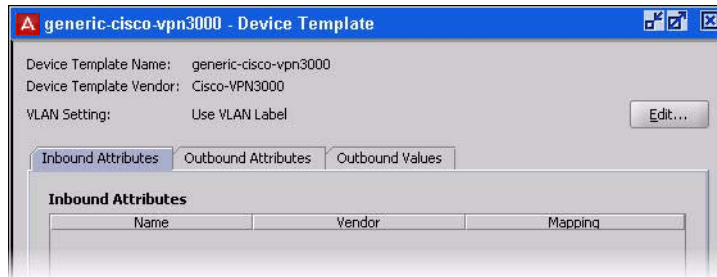 A generic-cisco-vpn3000 - Device Template
Device Template Name: generic-cisco-vpn3000
Device Template Vendor: Cisco-VPN3000
VLAN Setting: Use VLAN Label
Edit...
Inbound Attributes Outbound Attributes Outbound Values
Inbound Attributes
Name Vendor Mapping